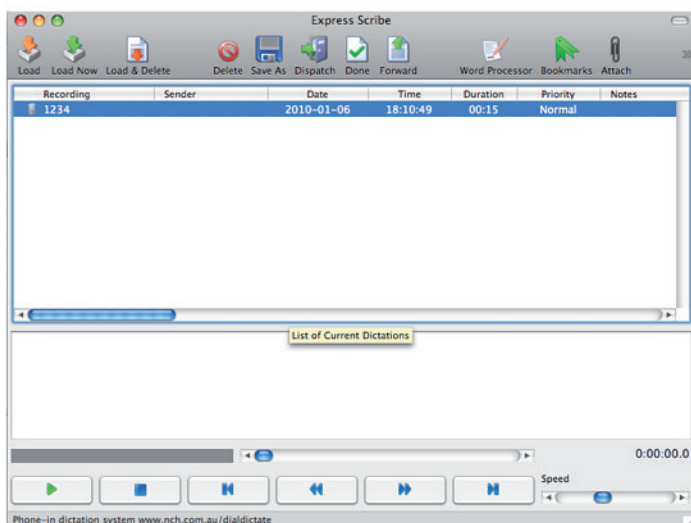 Express Scribe
Load Load Now Load & Delete Delete Save As Dispatch Done Forward Word Processor Bookmarks Attach
Recording Sender Date Time Duration Priority Notes
1234 2010-01-06 18:10:49 00:15 Normal
List of Current Dictations
0:00:00.0
Speed
Phone-in dictation system www.nch.com.au/dialdictate